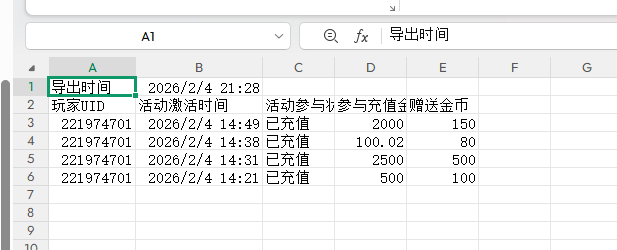 A1 fx 导出时间
A B C D E F G
1 导出时间 2026/2/4 21:28
2 玩家UID 活动激活时间 活动参与状 参与充值金 赠送金币
3 221974701 2026/2/4 14:49 已充值 2000 150
4 221974701 2026/2/4 14:38 已充值 100.02 80
5 221974701 2026/2/4 14:31 已充值 2500 500
6 221974701 2026/2/4 14:21 已充值 500 100
7
8
9
10